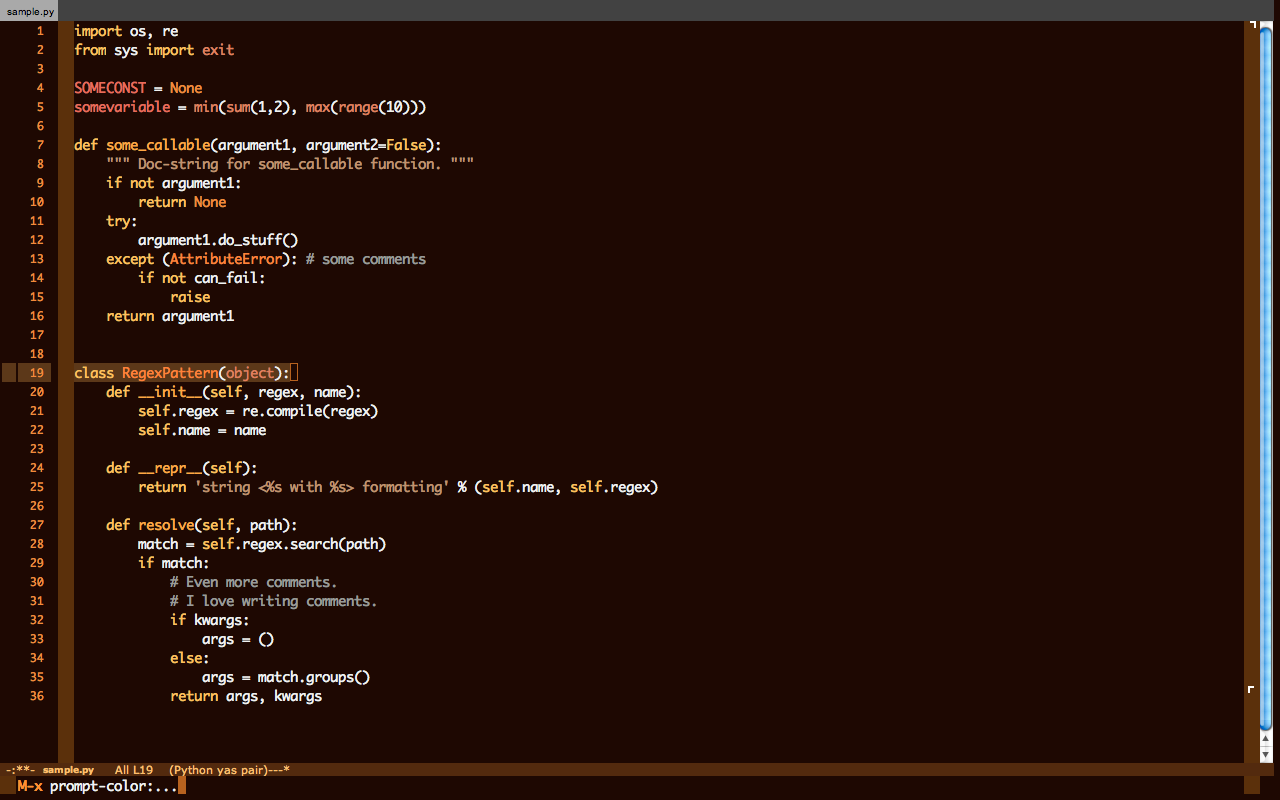 sample.py
1 import os, re
2 from sys import exit
3
4 SOMECONST = None
5 somevariable = min(sum(1,2), max(range(10)))
6
7 def some_callable(argument1, argument2=False):
8     """ Doc-string for some_callable function. """
9     if not argument1:
10         return None
11     try:
12         argument1.do_stuff()
13     except (AttributeError): # some comments
14         if not can_fail:
15             raise
16     return argument1
17
18
19 class RegexPattern(object):
20     def __init__(self, regex, name):
21         self.regex = re.compile(regex)
22         self.name = name
23
24     def __repr__(self):
25         return 'string <%s with %s> formatting' % (self.name, self.regex)
26
27     def resolve(self, path):
28         match = self.regex.search(path)
29         if match:
30             # Even more comments.
31             # I love writing comments.
32             if kwargs:
33                 args = ()
34             else:
35                 args = match.groups()
36             return args, kwargs
-:**- sample.py All L19 (Python yas pair)---*
M-x prompt-color:...